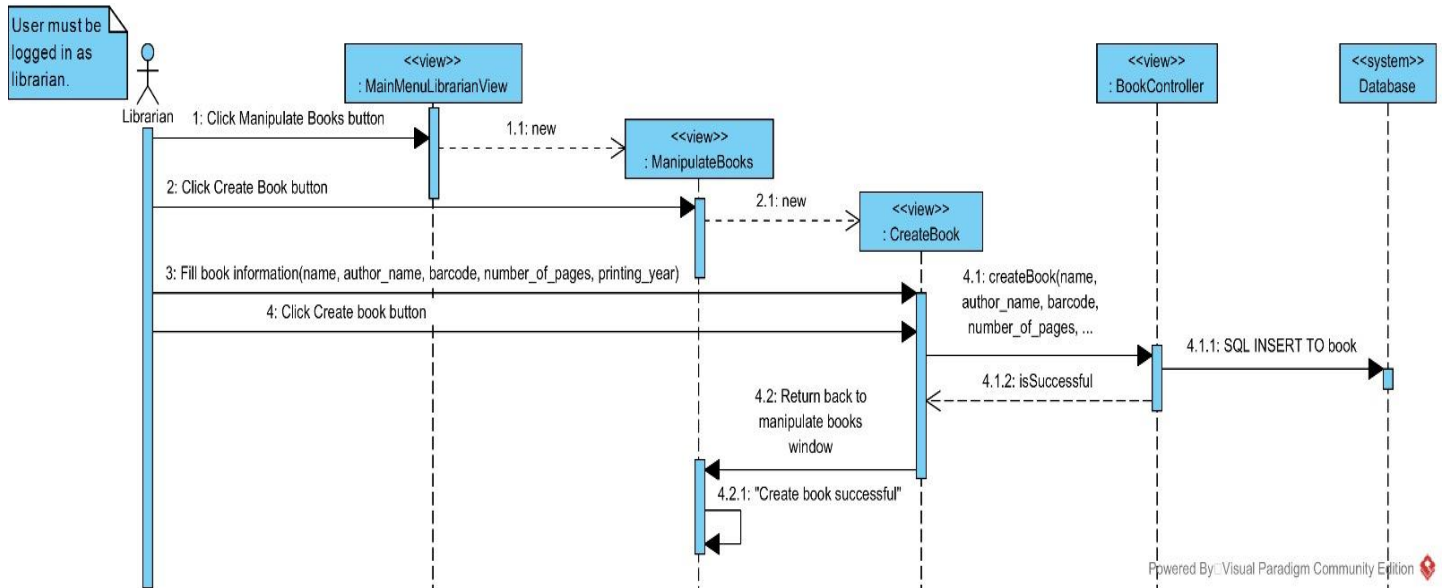 User must be
logged in as
librarian.
Librarian
<<view>>
: MainMenuLibrarianView
<<view>>
: BookController
<<system>>
Database
1: Click Manipulate Books button
1.1: new
<<view>>
: ManipulateBooks
2: Click Create Book button
2.1: new
<<view>>
: CreateBook
3: Fill book information(name, author_name, barcode, number_of_pages, printing_year)
4: Click Create book button
4.1: createBook(name,
author_name, barcode,
number_of_pages, ...
4.1.1: SQL INSERT TO book
4.1.2: isSuccessful
4.2: Return back to
manipulate books
window
4.2.1: "Create book successful"
Powered By Visual Paradigm Community Edition